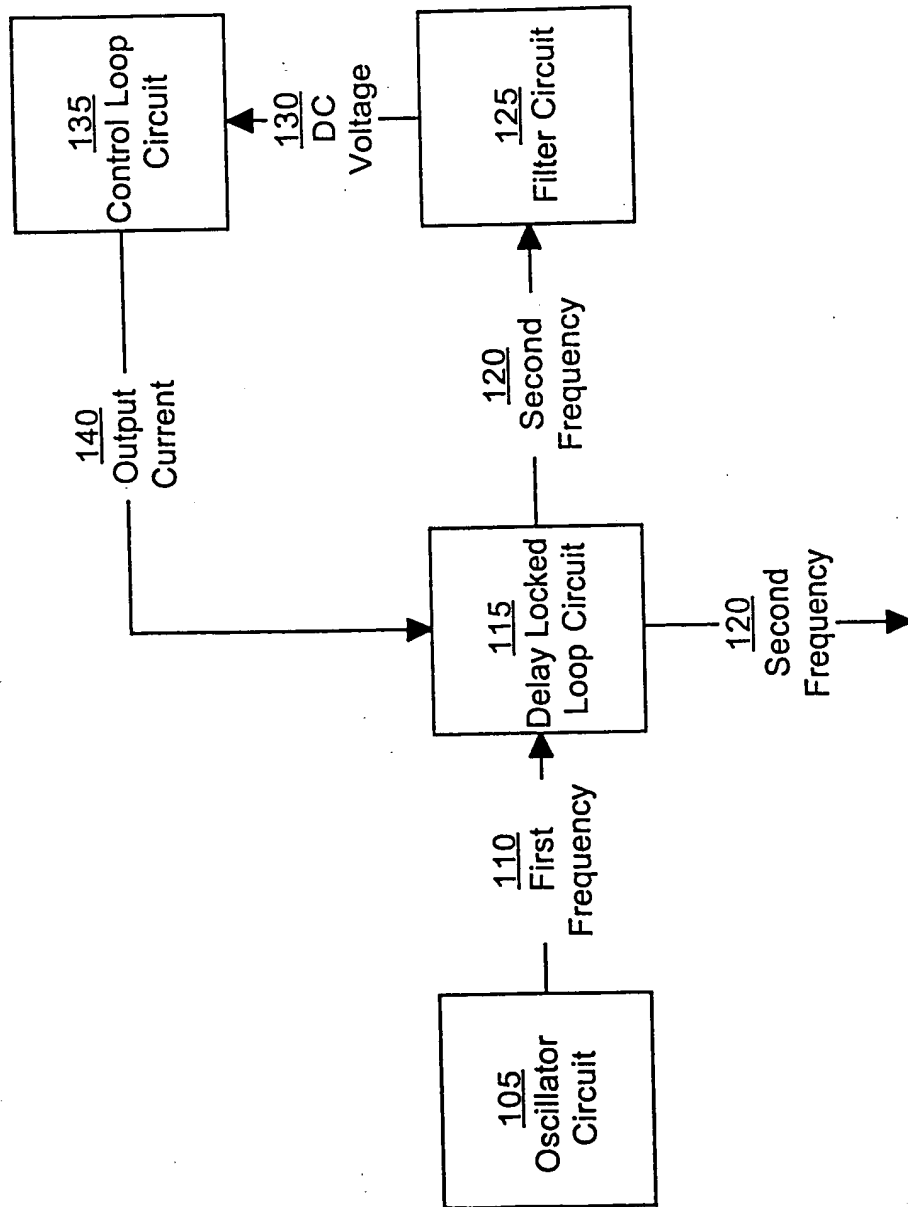 105
Oscillator
Circuit
110
First
Frequency
115
Delay Locked
Loop Circuit
120
Second
Frequency
120
Second
Frequency
125
Filter Circuit
130
DC
Voltage
135
Control Loop
Circuit
140
Output
Current